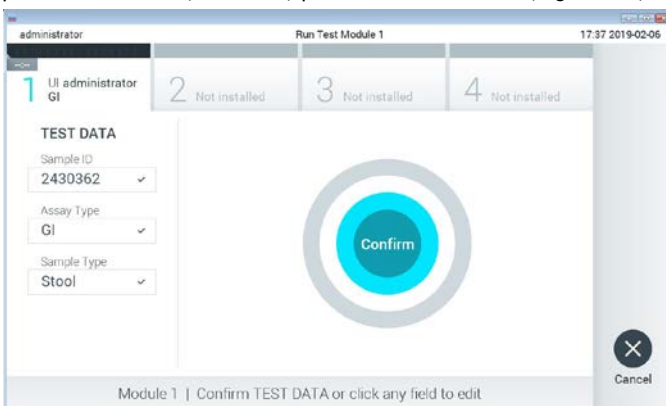 administrator
Run Test Module 1
17:37 2019-02-06
1 UI administrator
GI
2 Not installed
3 Not installed
4 Not installed
TEST DATA
Sample ID
2430362
Assay Type
GI
Sample Type
Stool
Confirm
Cancel
Module 1 | Confirm TEST DATA or click any field to edit